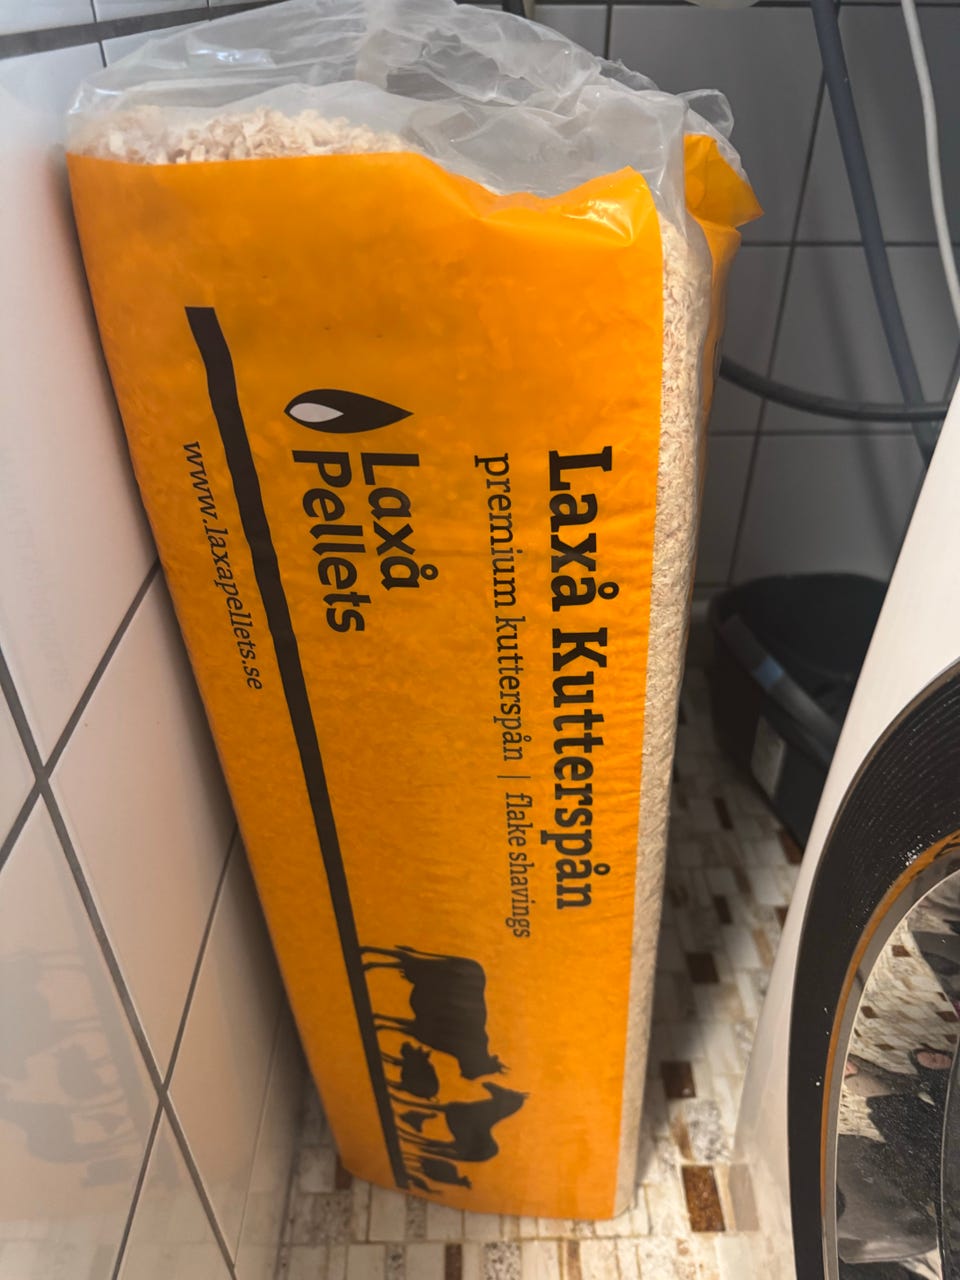 Laxå Kutterspån
premium kutterspån | flake shavings
Laxå
Pellets
www.laxapellets.se